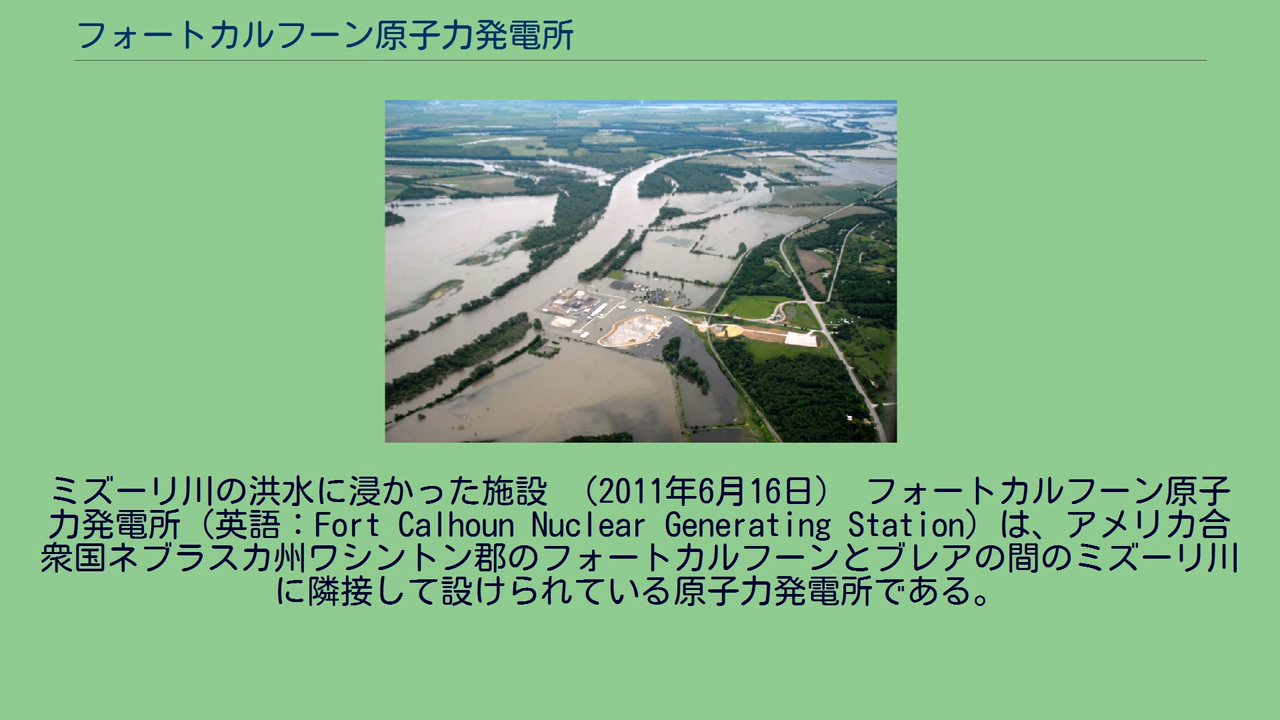 フォートカルフーン原子力発電所
ミズーリ川の洪水に浸かった施設 （2011年6月16日） フォートカルフーン原子
力発電所（英語：Fort Calhoun Nuclear Generating Station）は、アメリカ合
衆国ネブラスカ州ワシントン郡のフォートカルフーンとブレアの間のミズーリ川
に隣接して設けられている原子力発電所である。